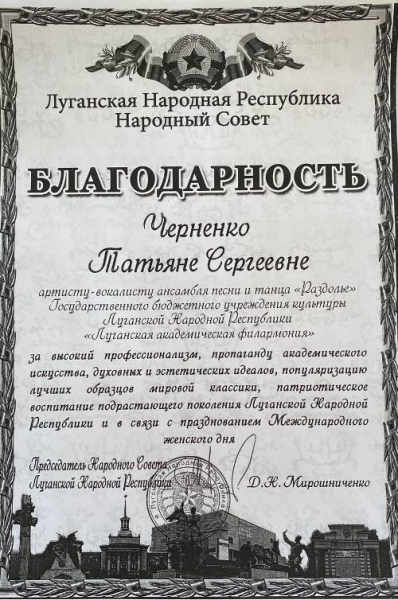 Луганская Народная Республика
Народный Совет
БЛАГОДАРНОСТЬ
Черненко
Татьяне Сергеевне
артисту-вокалисту ансамбля песни и танца «Раздолье»
Государственного бюджетного учреждения культуры
Луганской Народной Республики
«Луганская академическая филармония»
за высокий профессионализм, пропаганду академического
искусства, духовных и эстетических идеалов, популяризацию
лучших образцов мировой классики, патриотическое
воспитание подрастающего поколения Луганской Народной
Республики и в связи с празднованием Международного
женского дня
Председатель Народного Совета
Луганской Народной Республики
Д.Н. Мирошниченко